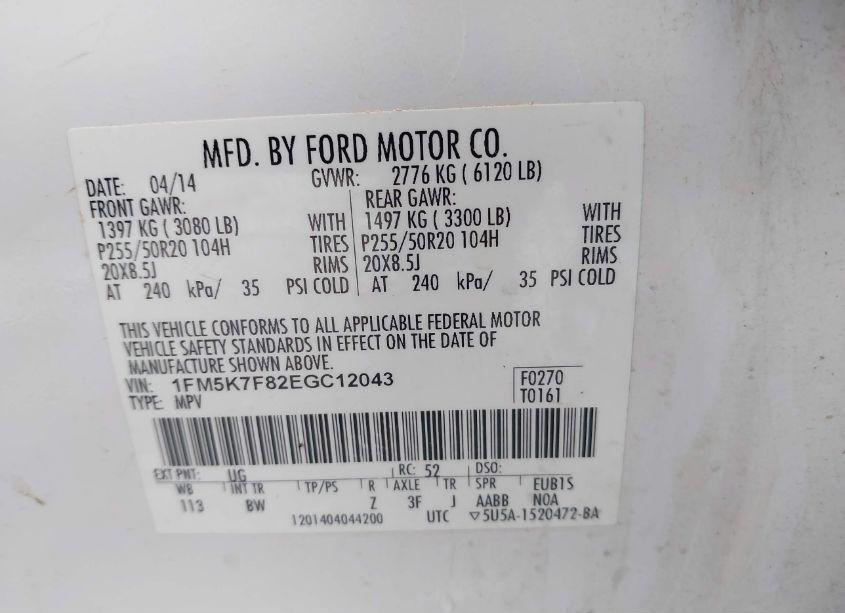 MFD. BY FORD MOTOR CO.
DATE: 04/14 GVWR: 2776 KG ( 6120 LB)
FRONT GAWR: REAR GAWR:
1397 KG ( 3080 LB) WITH 1497 KG ( 3300 LB) WITH
P255/50R20 104H TIRES P255/50R20 104H TIRES
20X8.5J RIMS 20X8.5J RIMS
AT 240 kPa/ 35 PSI COLD AT 240 kPa/ 35 PSI COLD
THIS VEHICLE CONFORMS TO ALL APPLICABLE FEDERAL MOTOR
VEHICLE SAFETY STANDARDS IN EFFECT ON THE DATE OF
MANUFACTURE SHOWN ABOVE.
VIN: 1FM5K7F82EGC12043 F0270
TYPE: MPV T0161
EXT PNT: UG RC: 52 DSO:
WB INT TR TP/PS R AXLE TR SPR EUB1S
113 BW Z 3F J AABB NOA
1201404044200 UTC ▽5U5A-1520472-BA